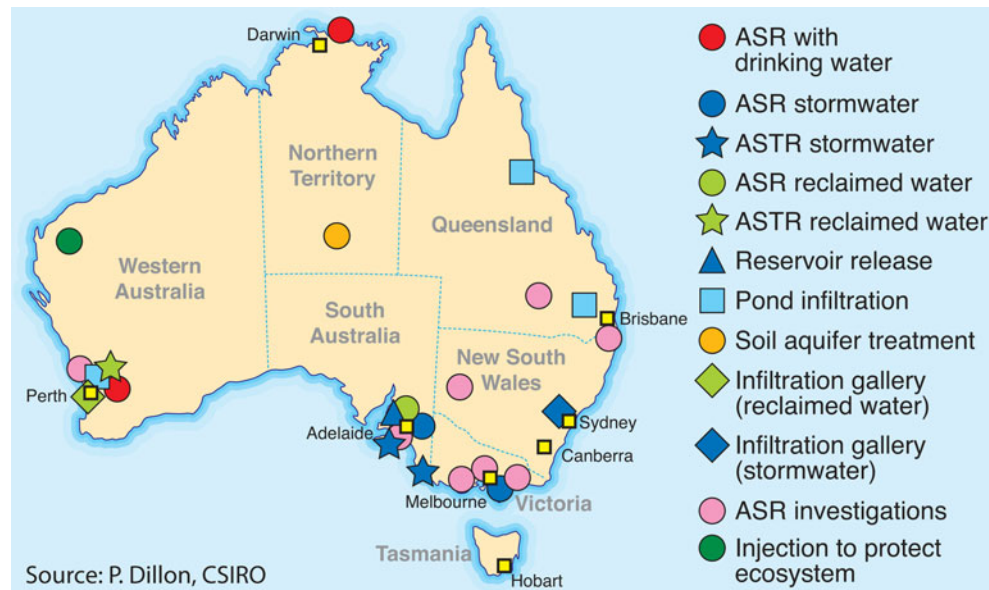 Darwin
Northern
Territory
Queensland
Western
Australia
South
Australia
Brisbane
New South
Wales
Perth
Adelaide
Sydney
Canberra
Melbourne
Victoria
Tasmania
Hobart
Source: P. Dillon, CSIRO
ASR with
drinking water
ASR stormwater
ASTR stormwater
ASR reclaimed water
ASTR reclaimed water
Reservoir release
Pond infiltration
Soil aquifer treatment
Infiltration gallery
(reclaimed water)
Infiltration gallery
(stormwater)
ASR investigations
Injection to protect
ecosystem